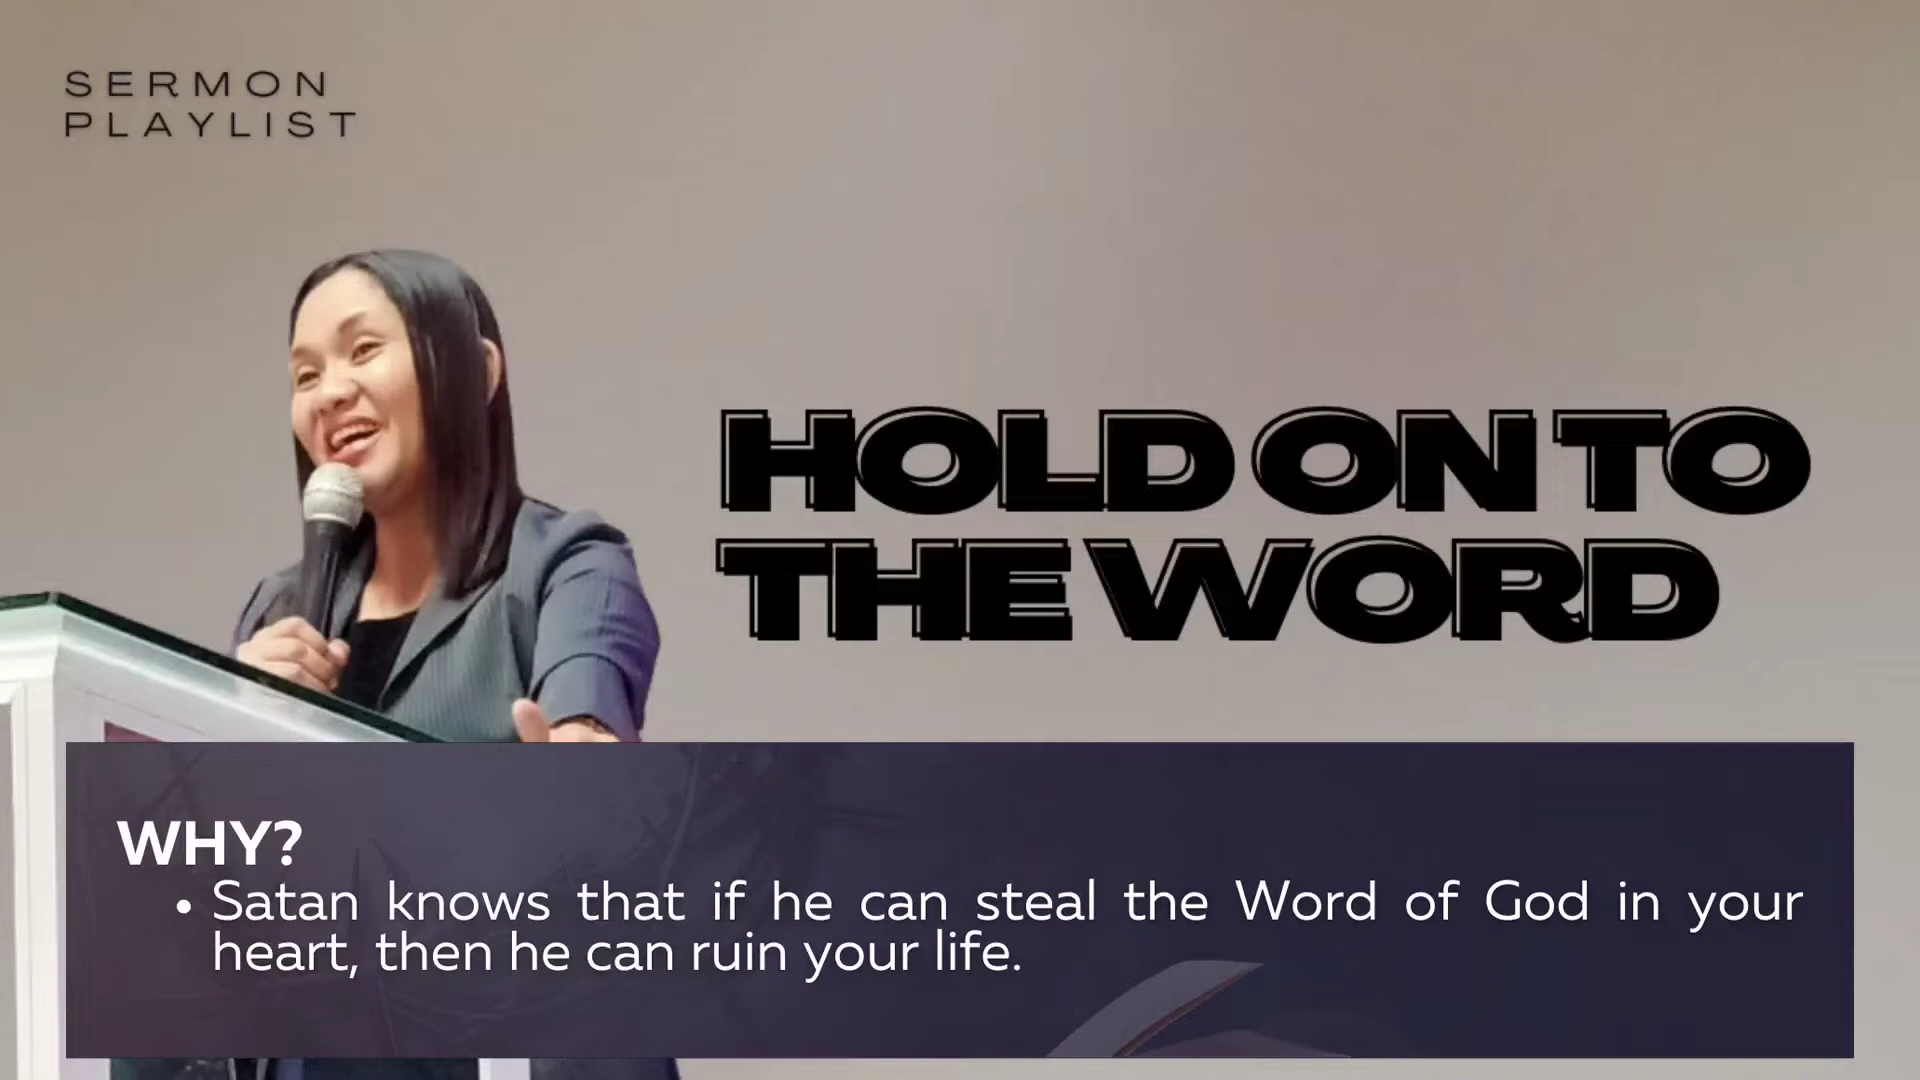 SERMON
PLAYLIST
HOLD ON TO
THE WORD
WHY?
• Satan knows that if he can steal the Word of God in your
heart, then he can ruin your life.